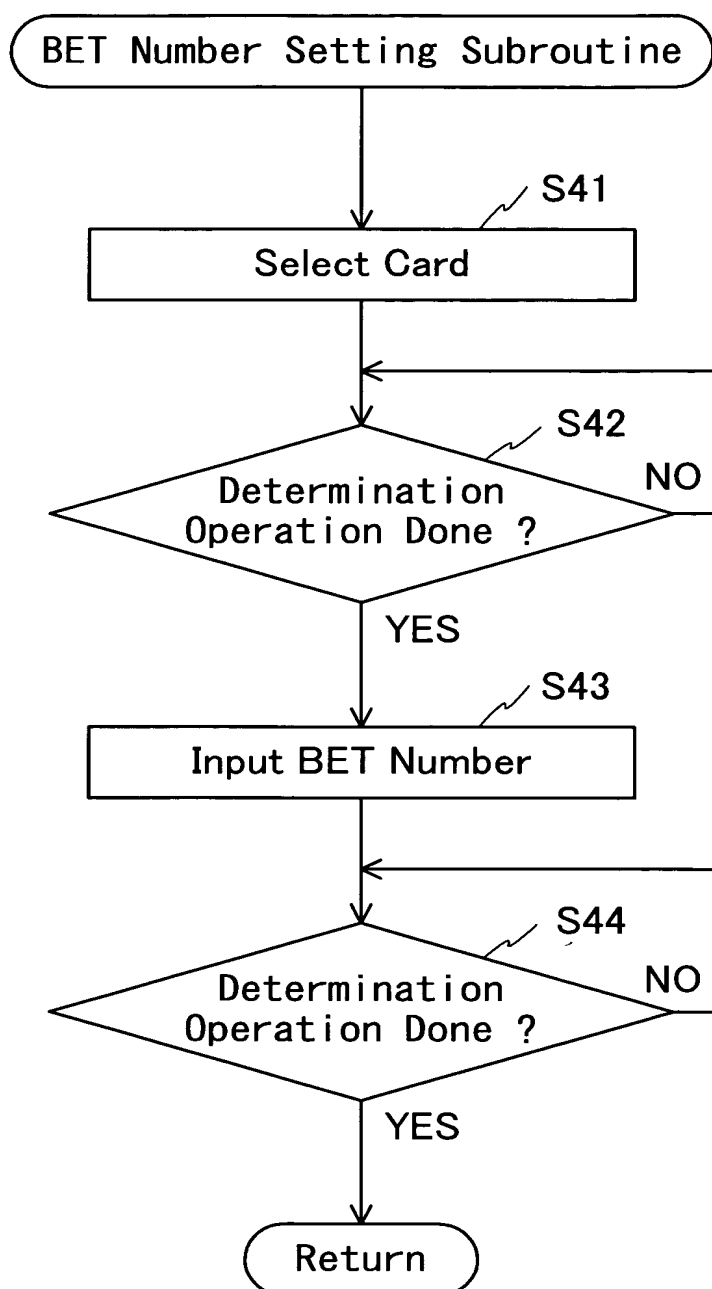 BET Number Setting Subroutine
S41
Select Card
S42
Determination
Operation Done ?
NO
YES
S43
Input BET Number
S44
Determination
Operation Done ?
NO
YES
Return